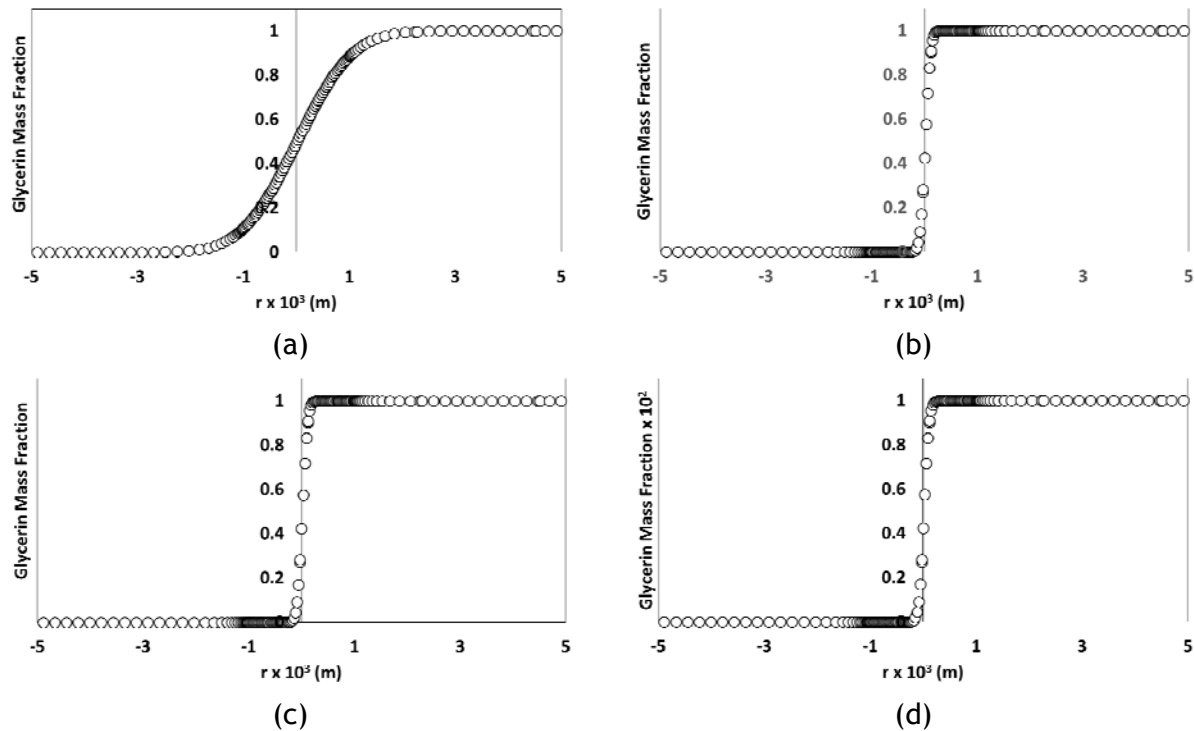 Glycerin Mass Fraction
1
0.8
0.6
0.4
0.2
0
-5 -3 -1 1 3 5
r x 10³ (m)
(a)
Glycerin Mass Fraction
1
0.8
0.6
0.4
0.2
-5 -3 -1 1 3 5
r x 10³ (m)
(b)
Glycerin Mass Fraction
1
0.8
0.6
0.4
0.2
-5 -3 -1 1 3 5
r x 10³ (m)
(c)
Glycerin Mass Fraction x 10²
1
0.8
0.6
0.4
0.2
-5 -3 -1 1 3 5
r x 10³ (m)
(d)